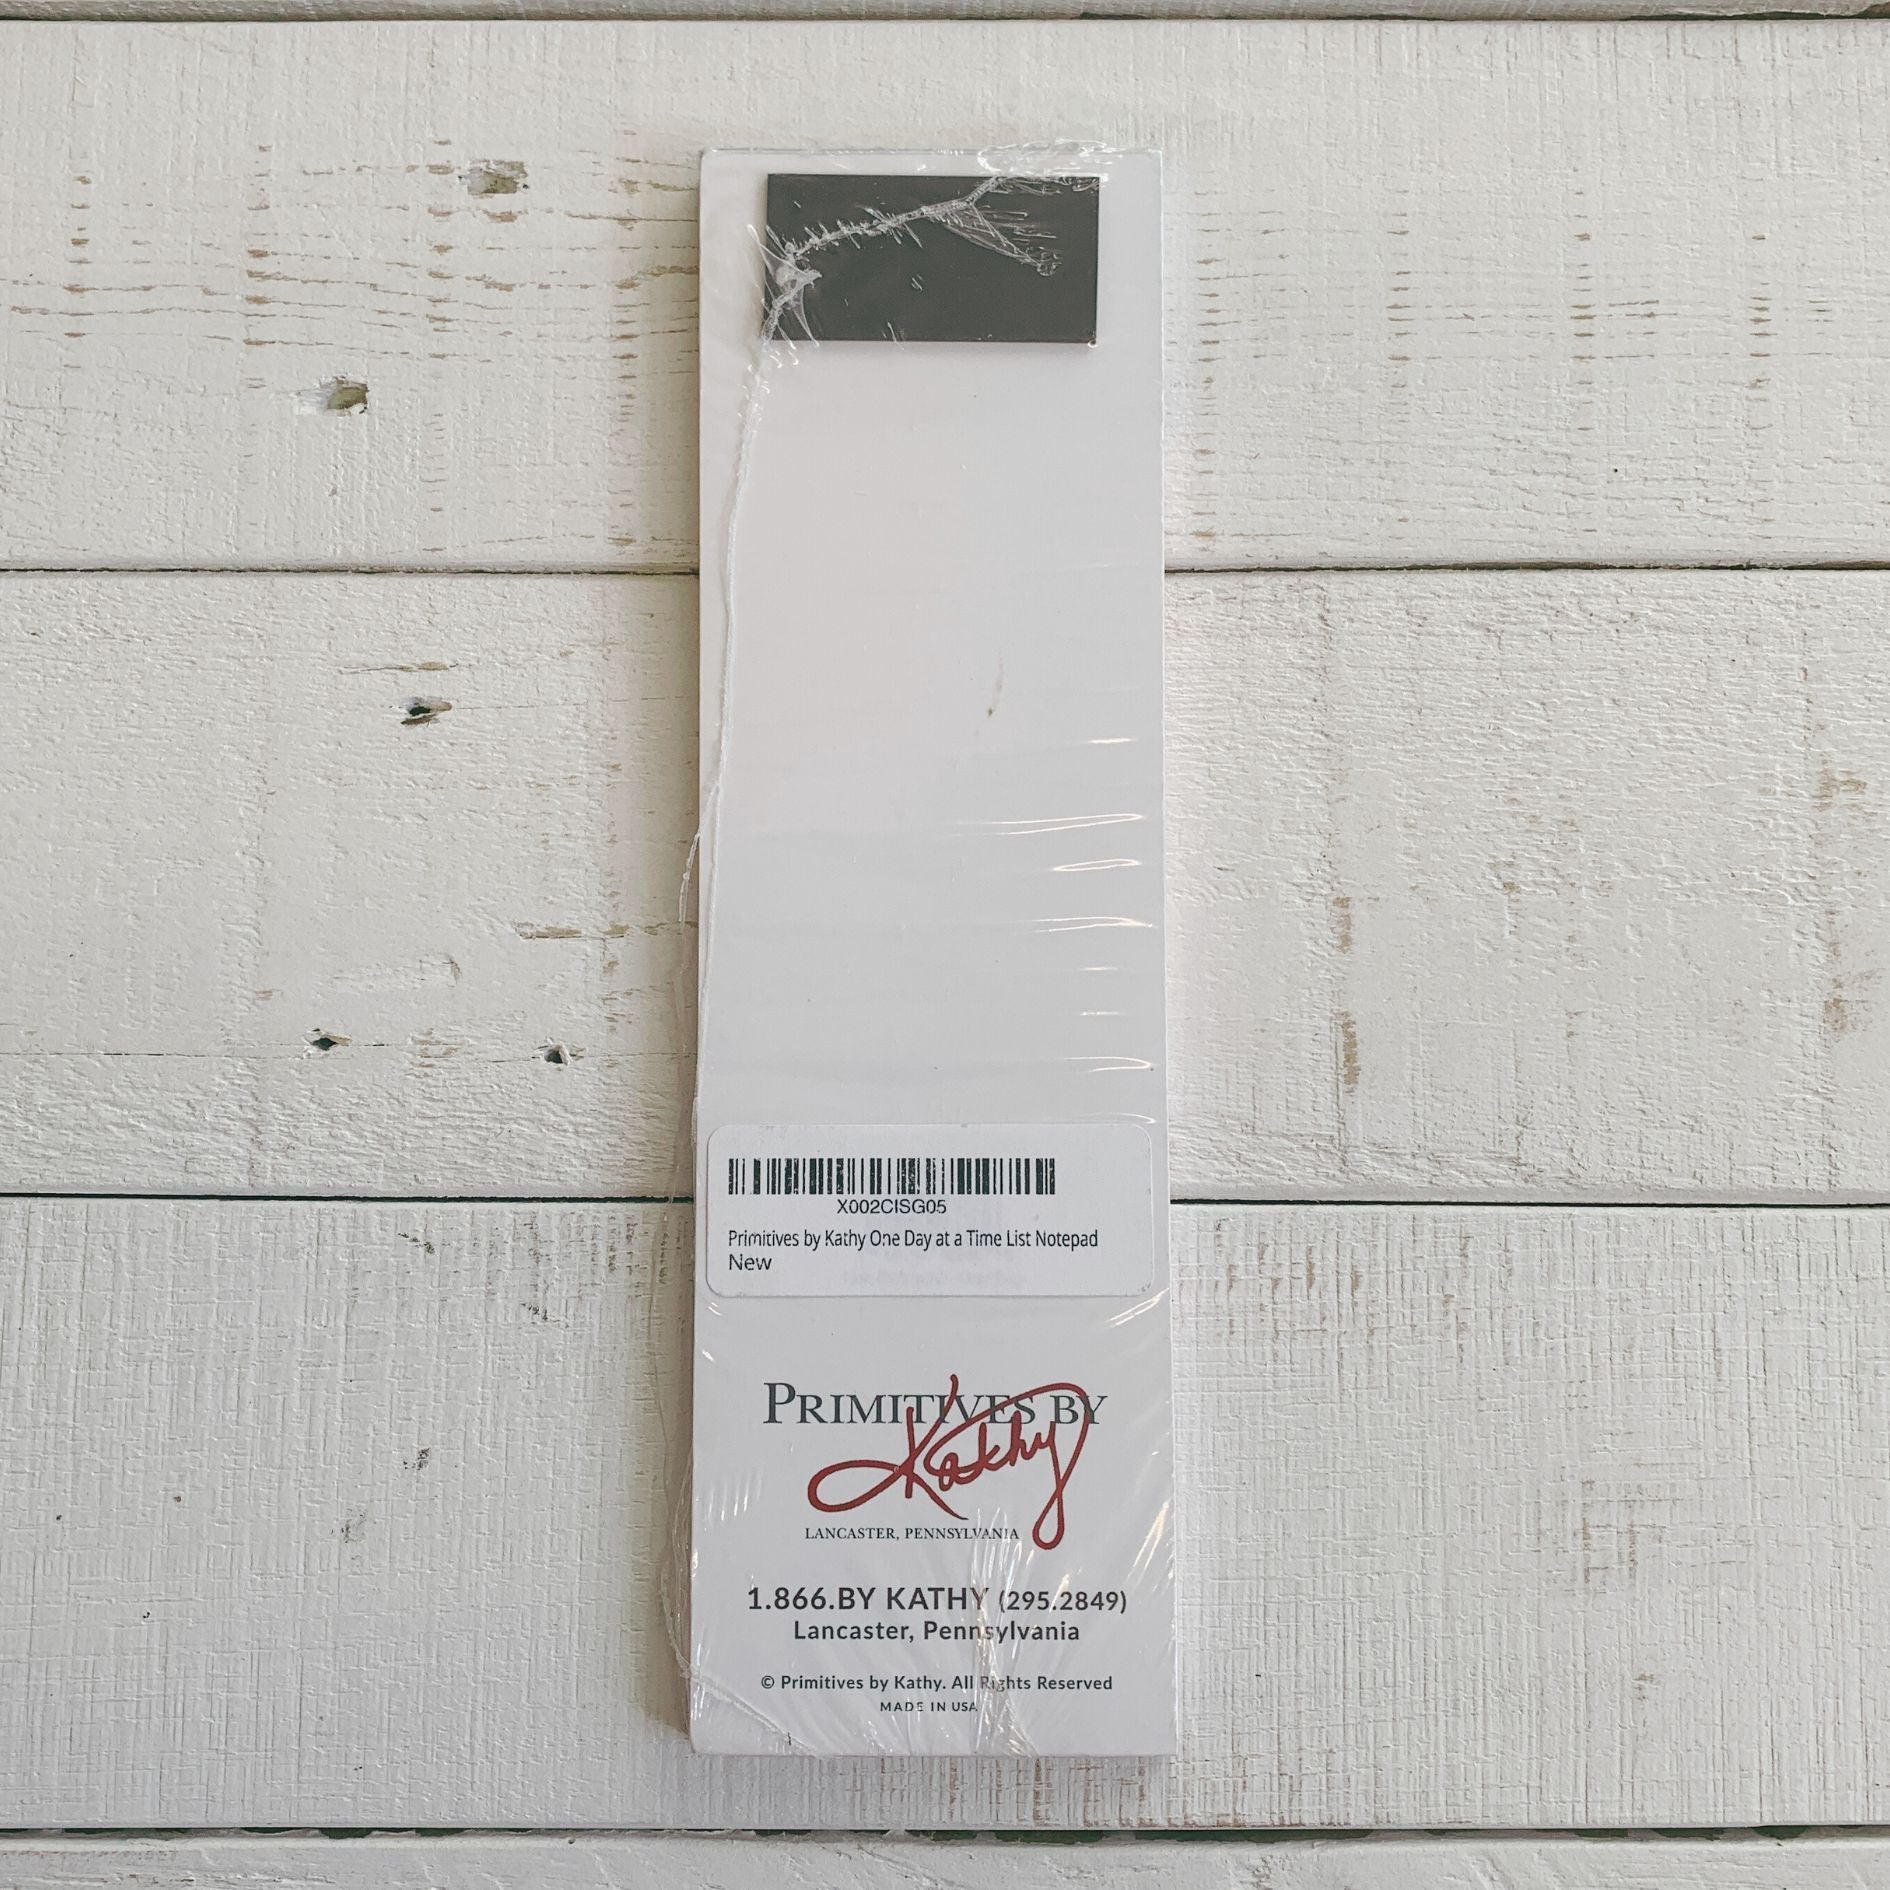 X002CISG05
Primitives by Kathy One Day at a Time List Notepad
New
PRIMITIVES BY
Kathy
LANCASTER, PENNSYLVANIA
1.866.BY KATHY (295.2849)
Lancaster, Pennsylvania
© Primitives by Kathy. All Rights Reserved
MADE IN USA